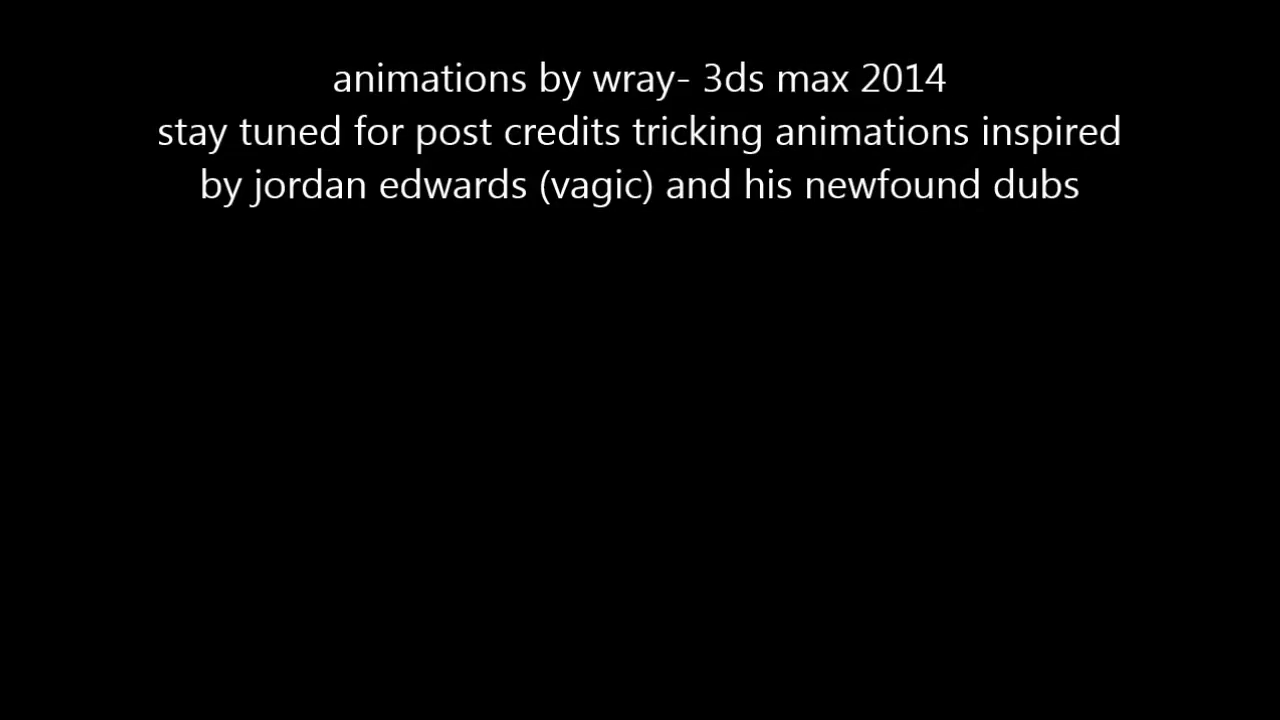 animations by wray- 3ds max 2014
stay tuned for post credits tricking animations inspired
by jordan edwards (vagic) and his newfound dubs